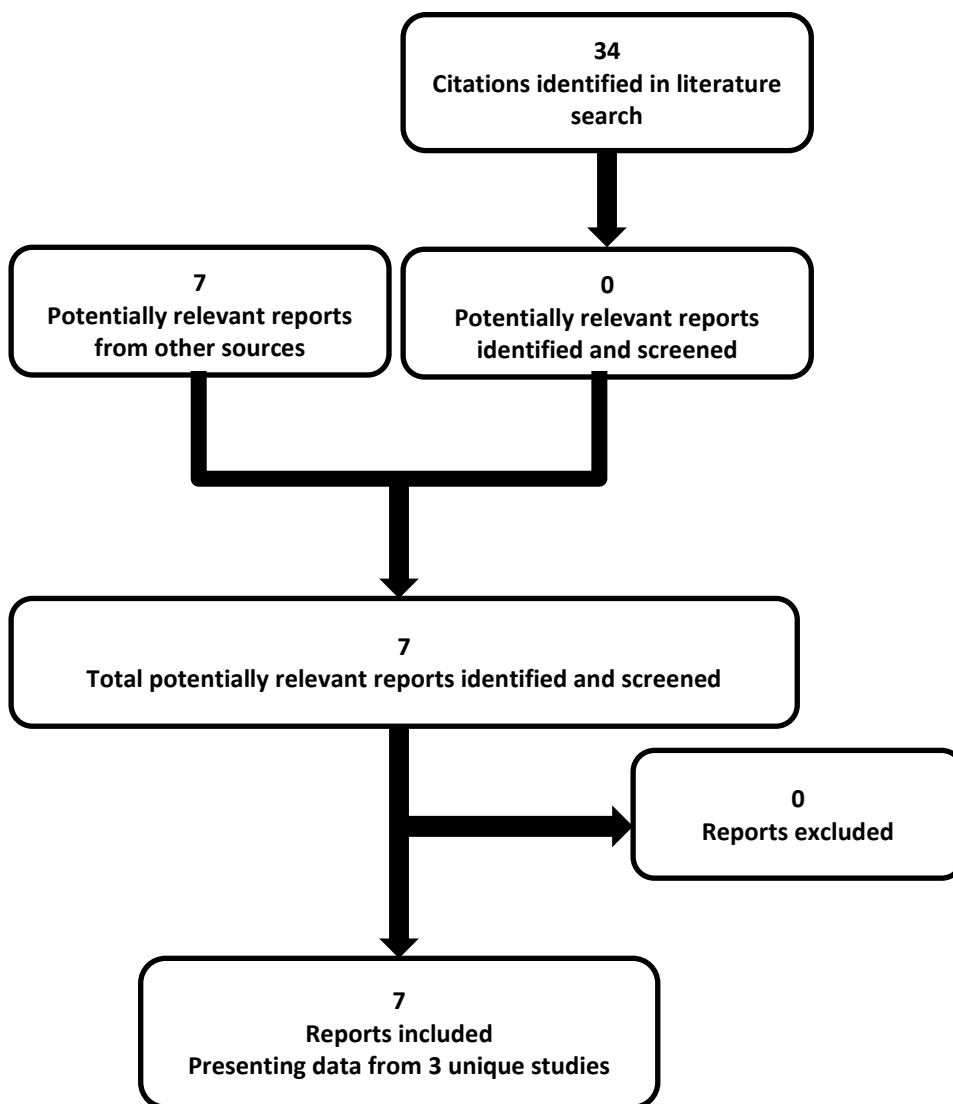 34
Citations identified in literature
search
7
Potentially relevant reports
from other sources
0
Potentially relevant reports
identified and screened
7
Total potentially relevant reports identified and screened
0
Reports excluded
7
Reports included
Presenting data from 3 unique studies